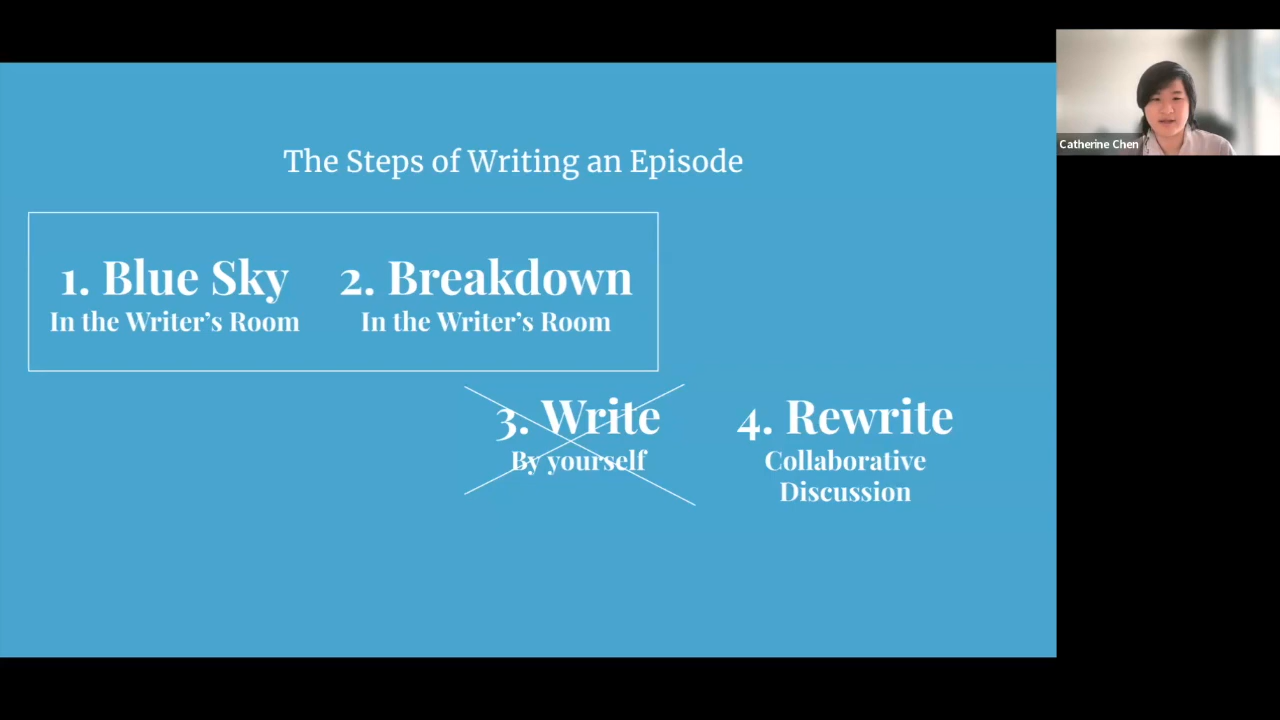 The Steps of Writing an Episode
1. Blue Sky
In the Writer's Room
2. Breakdown
In the Writer's Room
3. Write
By yourself
4. Rewrite
Collaborative
Discussion
Catherine Chen